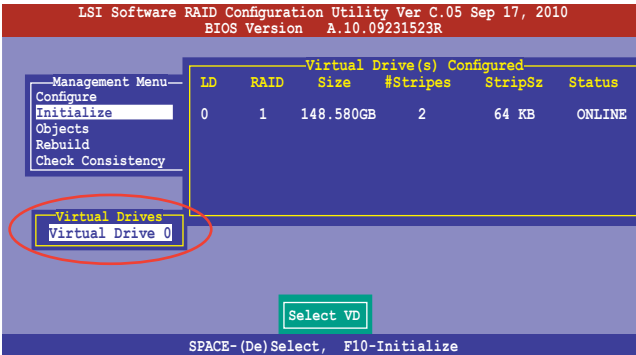 LSI Software RAID Configuration Utility Ver C.05 Sep 17, 2010
BIOS Version A.10.09231523R
Virtual Drive(s) Configured
LD RAID Size #Stripes StripSz Status
0 1 148.580GB 2 64 KB ONLINE
Management Menu
Configure
Initialize
Objects
Rebuild
Check Consistency
Virtual Drives
Virtual Drive 0
Select VD
SPACE-(De)Select, F10-Initialize